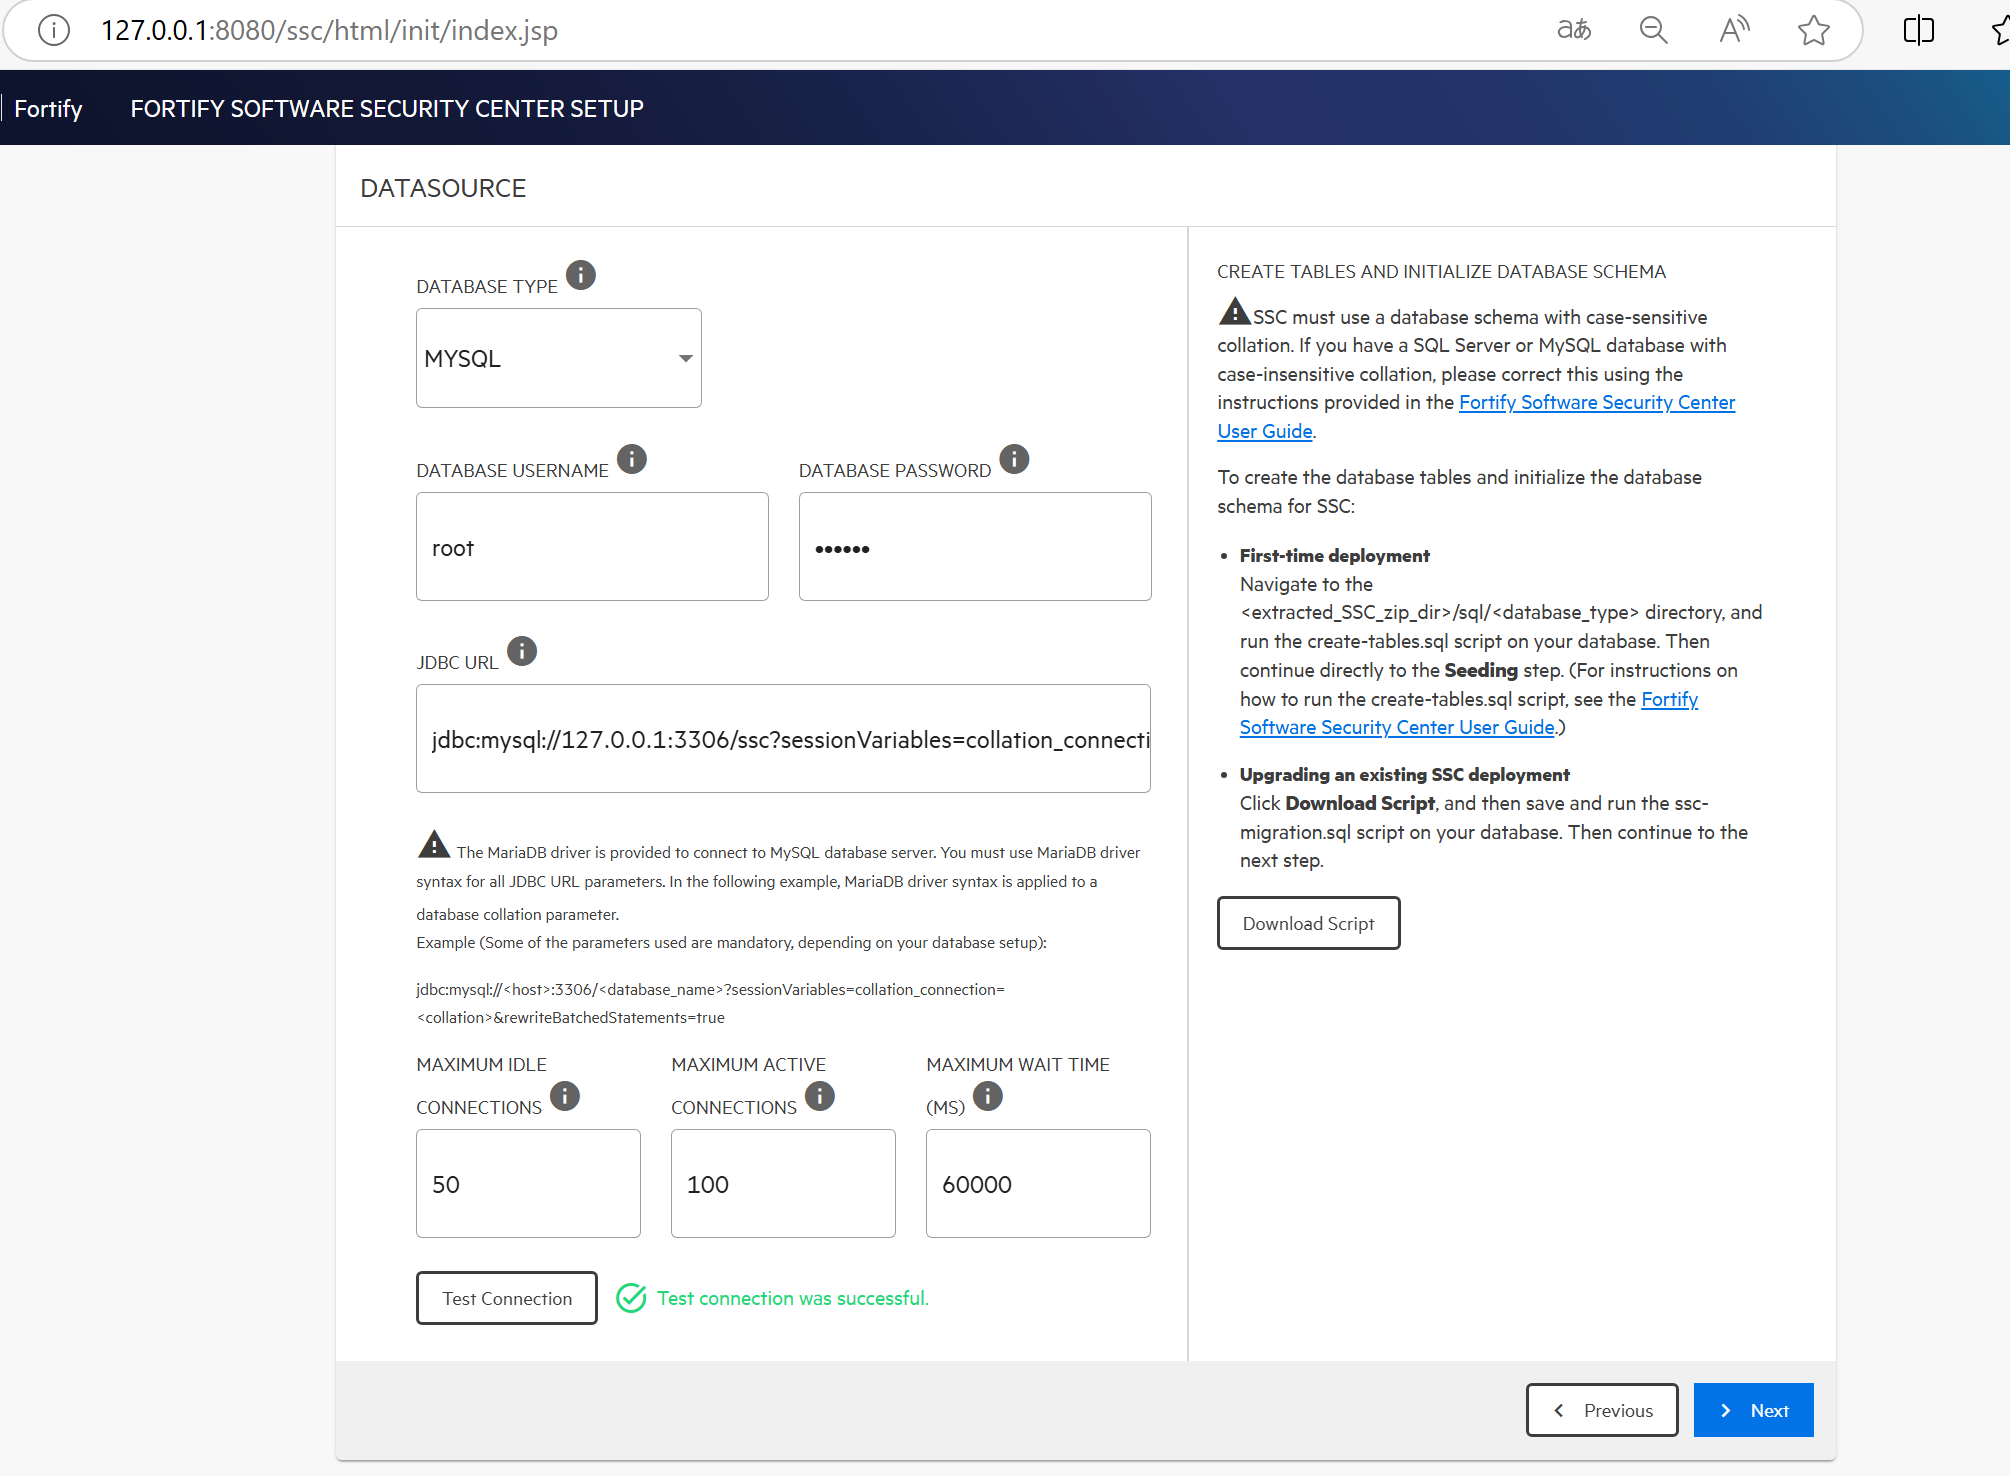 127.0.0.1:8080/ssc/html/init/index.jsp
Fortify
FORTIFY SOFTWARE SECURITY CENTER SETUP
DATASOURCE
DATABASE TYPE
MYSQL
DATABASE USERNAME
DATABASE PASSWORD
root
••••••
JDBC URL
jdbc:mysql://127.0.0.1:3306/ssc?sessionVariables=collation_connecti
The MariaDB driver is provided to connect to MySQL database server. You must use MariaDB driver
syntax for all JDBC URL parameters. In the following example, MariaDB driver syntax is applied to a
database collation parameter.
Example (Some of the parameters used are mandatory, depending on your database setup):
jdbc:mysql://<host>:3306/<database_name>?sessionVariables=collation_connection=
<collation>&rewriteBatchedStatements=true
MAXIMUM IDLE
CONNECTIONS
MAXIMUM ACTIVE
CONNECTIONS
MAXIMUM WAIT TIME
(MS)
50
100
60000
Test Connection
Test connection was successful.
CREATE TABLES AND INITIALIZE DATABASE SCHEMA
SSC must use a database schema with case-sensitive
collation. If you have a SQL Server or MySQL database with
case-insensitive collation, please correct this using the
instructions provided in the Fortify Software Security Center
User Guide.
To create the database tables and initialize the database
schema for SSC:
• First-time deployment
Navigate to the
<extracted_SSC_zip_dir>/sql/<database_type> directory, and
run the create-tables.sql script on your database. Then
continue directly to the Seeding step. (For instructions on
how to run the create-tables.sql script, see the Fortify
Software Security Center User Guide.)
• Upgrading an existing SSC deployment
Click Download Script, and then save and run the ssc-
migration.sql script on your database. Then continue to the
next step.
Download Script
Previous
Next